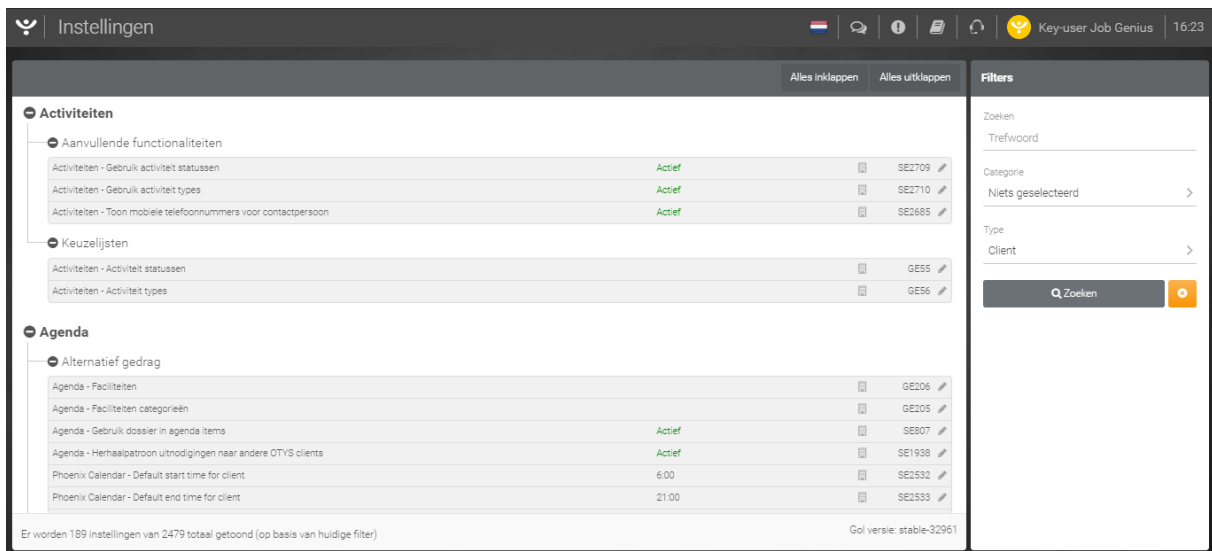 Instellingen
Key-user Job Genius
16:23
Alles inklappen
Alles uitklappen
Activiteiten
Aanvullende functionaliteiten
Activiteiten - Gebruik activiteit statussen Actief SE2709
Activiteiten - Gebruik activiteit types Actief SE2710
Activiteiten - Toon mobiele telefoonnummers voor contactpersoon Actief SE2685
Keuzelijsten
Activiteiten - Activiteit statussen GE55
Activiteiten - Activiteit types GE56
Agenda
Alternatief gedrag
Agenda - Faciliteiten GE206
Agenda - Faciliteiten categorieën GE205
Agenda - Gebruik dossier in agenda items Actief SE807
Agenda - Herhaalpatroon uitnodigingen naar andere OTYS clients Actief SE1938
Phoenix Calendar - Default start time for client 6:00 SE2532
Phoenix Calendar - Default end time for client 21:00 SE2533
Er worden 189 instellingen van 2479 totaal getoond (op basis van huidige filter)
Go! versie: stable-32961
Filters
Zoeken
Trefwoord
Categorie
Niets geselecteerd
Type
Client
Zoeken